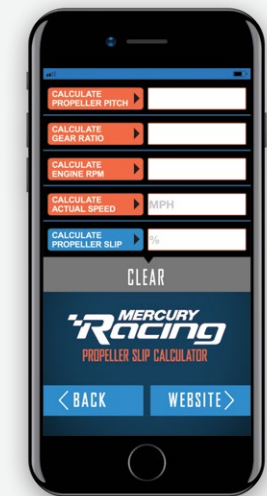 CALCULATE
PROPELLER PITCH
CALCULATE
GEAR RATIO
CALCULATE
ENGINE RPM
CALCULATE
ACTUAL SPEED
MPH
CALCULATE
PROPELLER SLIP
%
CLEAR
MERCURY
Racing
PROPELLER SLIP CALCULATOR
< BACK
WEBSITE >